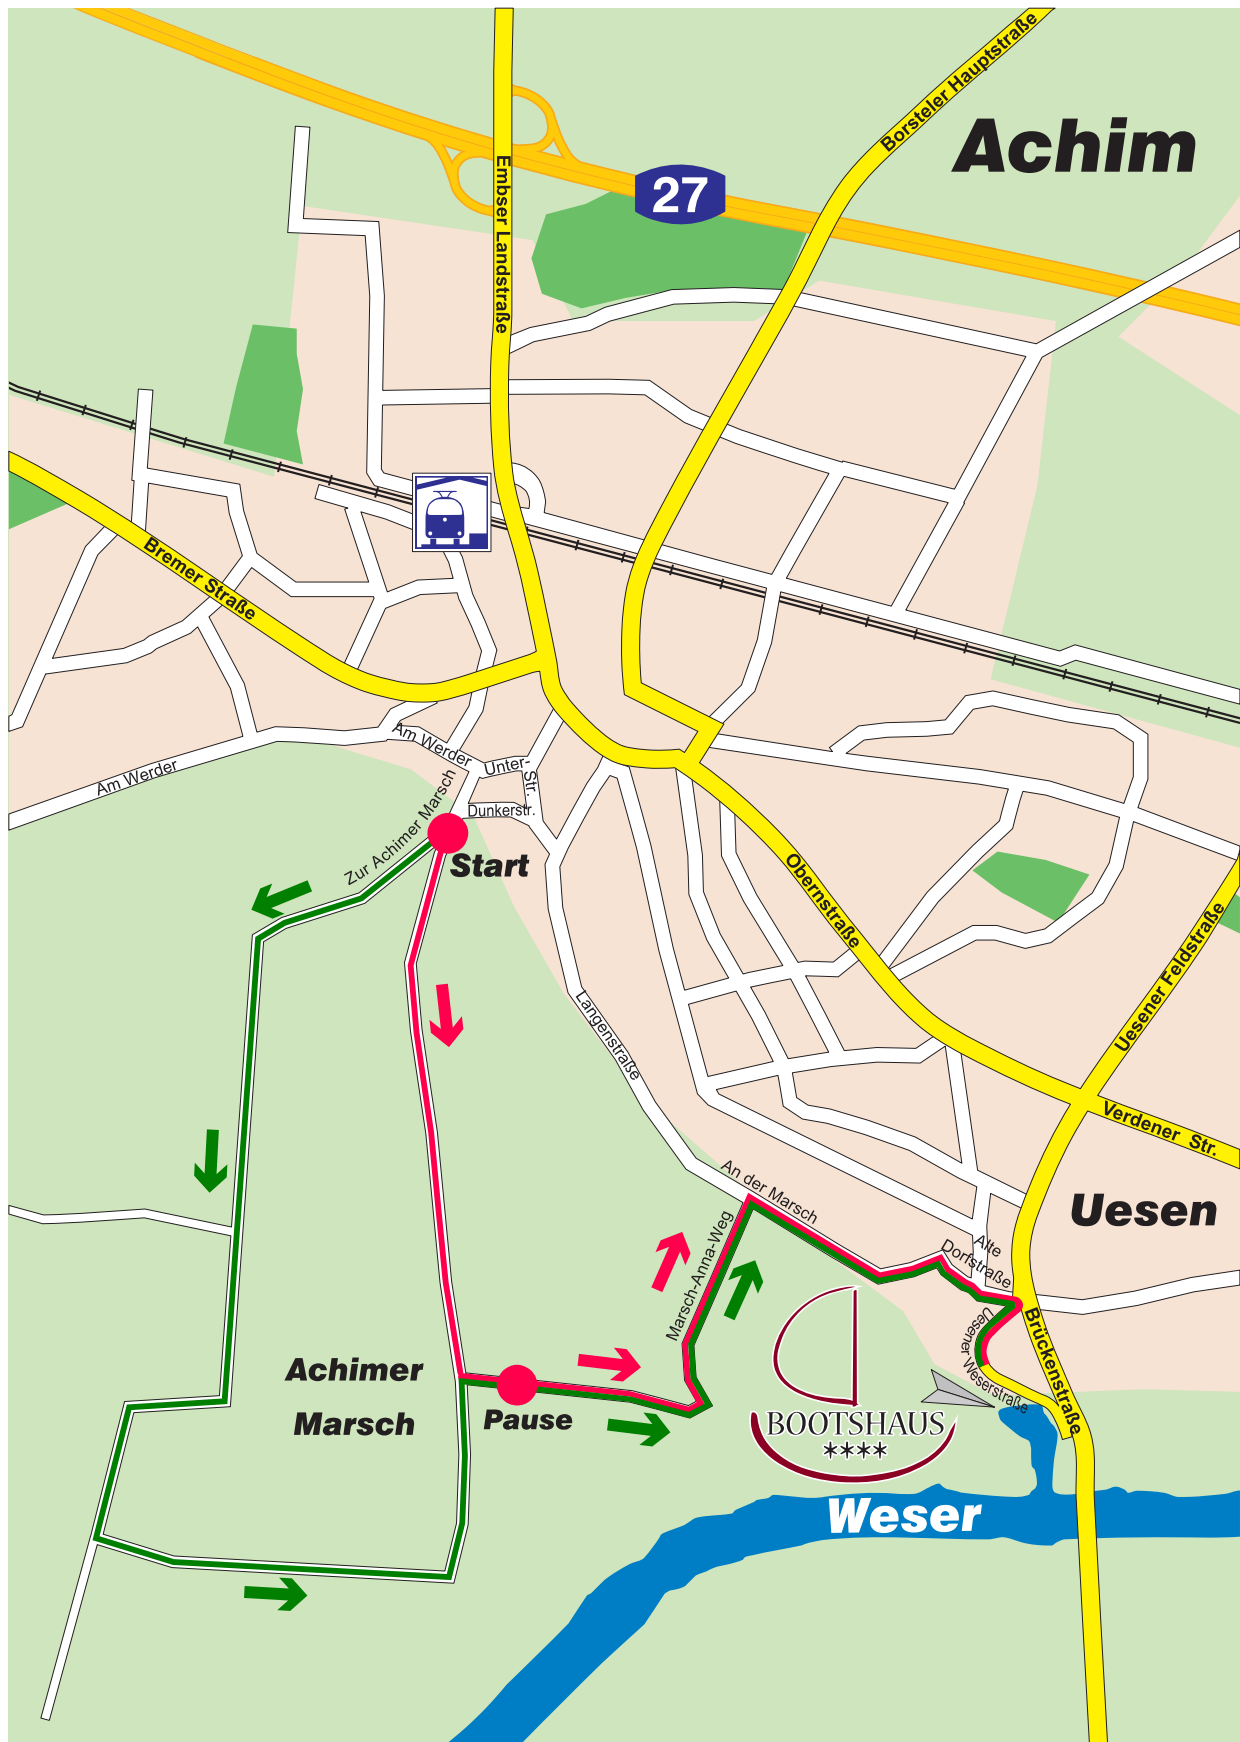 Borsteler Hauptstraße
Achim
27
Embser Landstraße
Bremer Straße
Am Werder
Am Werder
Unter-
Str.
Dunkerstr.
Zur Achimer Marsch
Start
Obernstraße
Uesener Feldstraße
Langenstraße
Verdener Str.
An der Marsch
Uesen
Marsch-Anna-Weg
Alte
Dorfstraße
Uesener Weserstraße
Brückenstraße
Achimer
Marsch
Pause
BOOTSHAUS
****
Weser